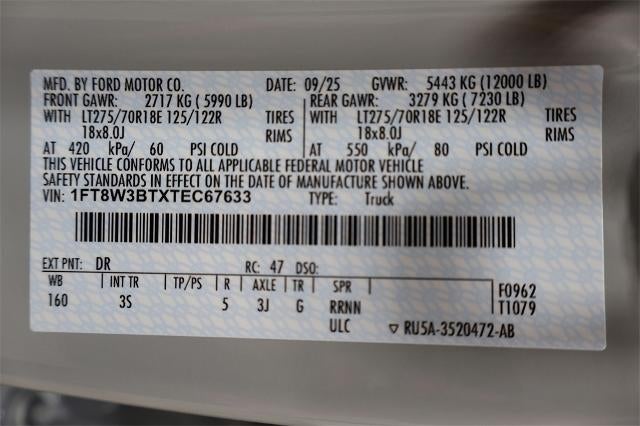 MFD. BY FORD MOTOR CO. DATE: 09/25 GVWR: 5443 KG (12000 LB)
FRONT GAWR: 2717 KG ( 5990 LB) REAR GAWR: 3279 KG ( 7230 LB)
WITH LT275/70R18E 125/122R TIRES WITH LT275/70R18E 125/122R TIRES
18x8.0J RIMS 18x8.0J RIMS
AT 420 kPa/ 60 PSI COLD AT 550 kPa/ 80 PSI COLD
THIS VEHICLE CONFORMS TO ALL APPLICABLE FEDERAL MOTOR VEHICLE
SAFETY STANDARDS IN EFFECT ON THE DATE OF MANUFACTURE SHOWN ABOVE.
VIN: 1FT8W3BTXTEC67633 TYPE: Truck
EXT PNT: DR RC: 47 DSO:
WB INT TR TP/PS R AXLE TR SPR F0962
160 3S 5 3J G RRNN T1079
ULC ▽ RU5A-3520472-AB